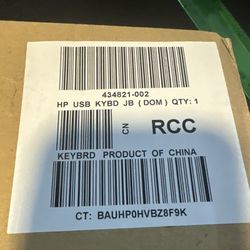 434821-002
HP USB KYBD JB (DOM) QTY:1
CN
RCC
KEYBRD PRODUCT OF CHINA
CT: BAUHP0HVBZ8F9K